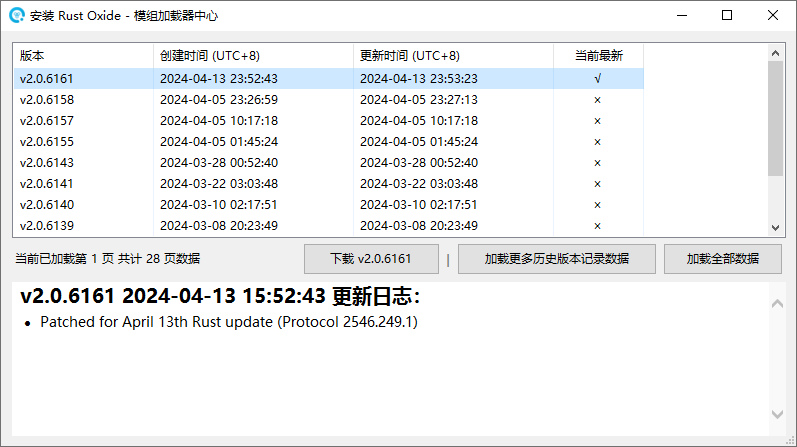 安装 Rust Oxide - 模组加载器中心
版本 创建时间 (UTC+8) 更新时间 (UTC+8) 当前最新
v2.0.6161 2024-04-13 23:52:43 2024-04-13 23:53:23 √
v2.0.6158 2024-04-05 23:26:59 2024-04-05 23:27:13 ×
v2.0.6157 2024-04-05 10:17:18 2024-04-05 10:17:18 ×
v2.0.6155 2024-04-05 01:45:24 2024-04-05 01:45:24 ×
v2.0.6143 2024-03-28 00:52:40 2024-03-28 00:52:40 ×
v2.0.6141 2024-03-22 03:03:48 2024-03-22 03:03:48 ×
v2.0.6140 2024-03-10 02:17:51 2024-03-10 02:17:51 ×
v2.0.6139 2024-03-08 20:23:49 2024-03-08 20:23:49 ×
当前已加载第 1 页 共计 28 页数据 下载 v2.0.6161 | 加载更多历史版本记录数据 加载全部数据
v2.0.6161 2024-04-13 15:52:43 更新日志:
• Patched for April 13th Rust update (Protocol 2546.249.1)